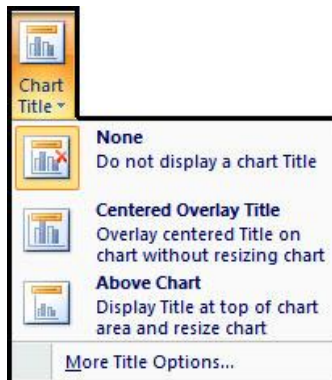 Chart
Title
None
Do not display a chart Title
Centered Overlay Title
Overlay centered Title on
chart without resizing chart
Above Chart
Display Title at top of chart
area and resize chart
More Title Options...